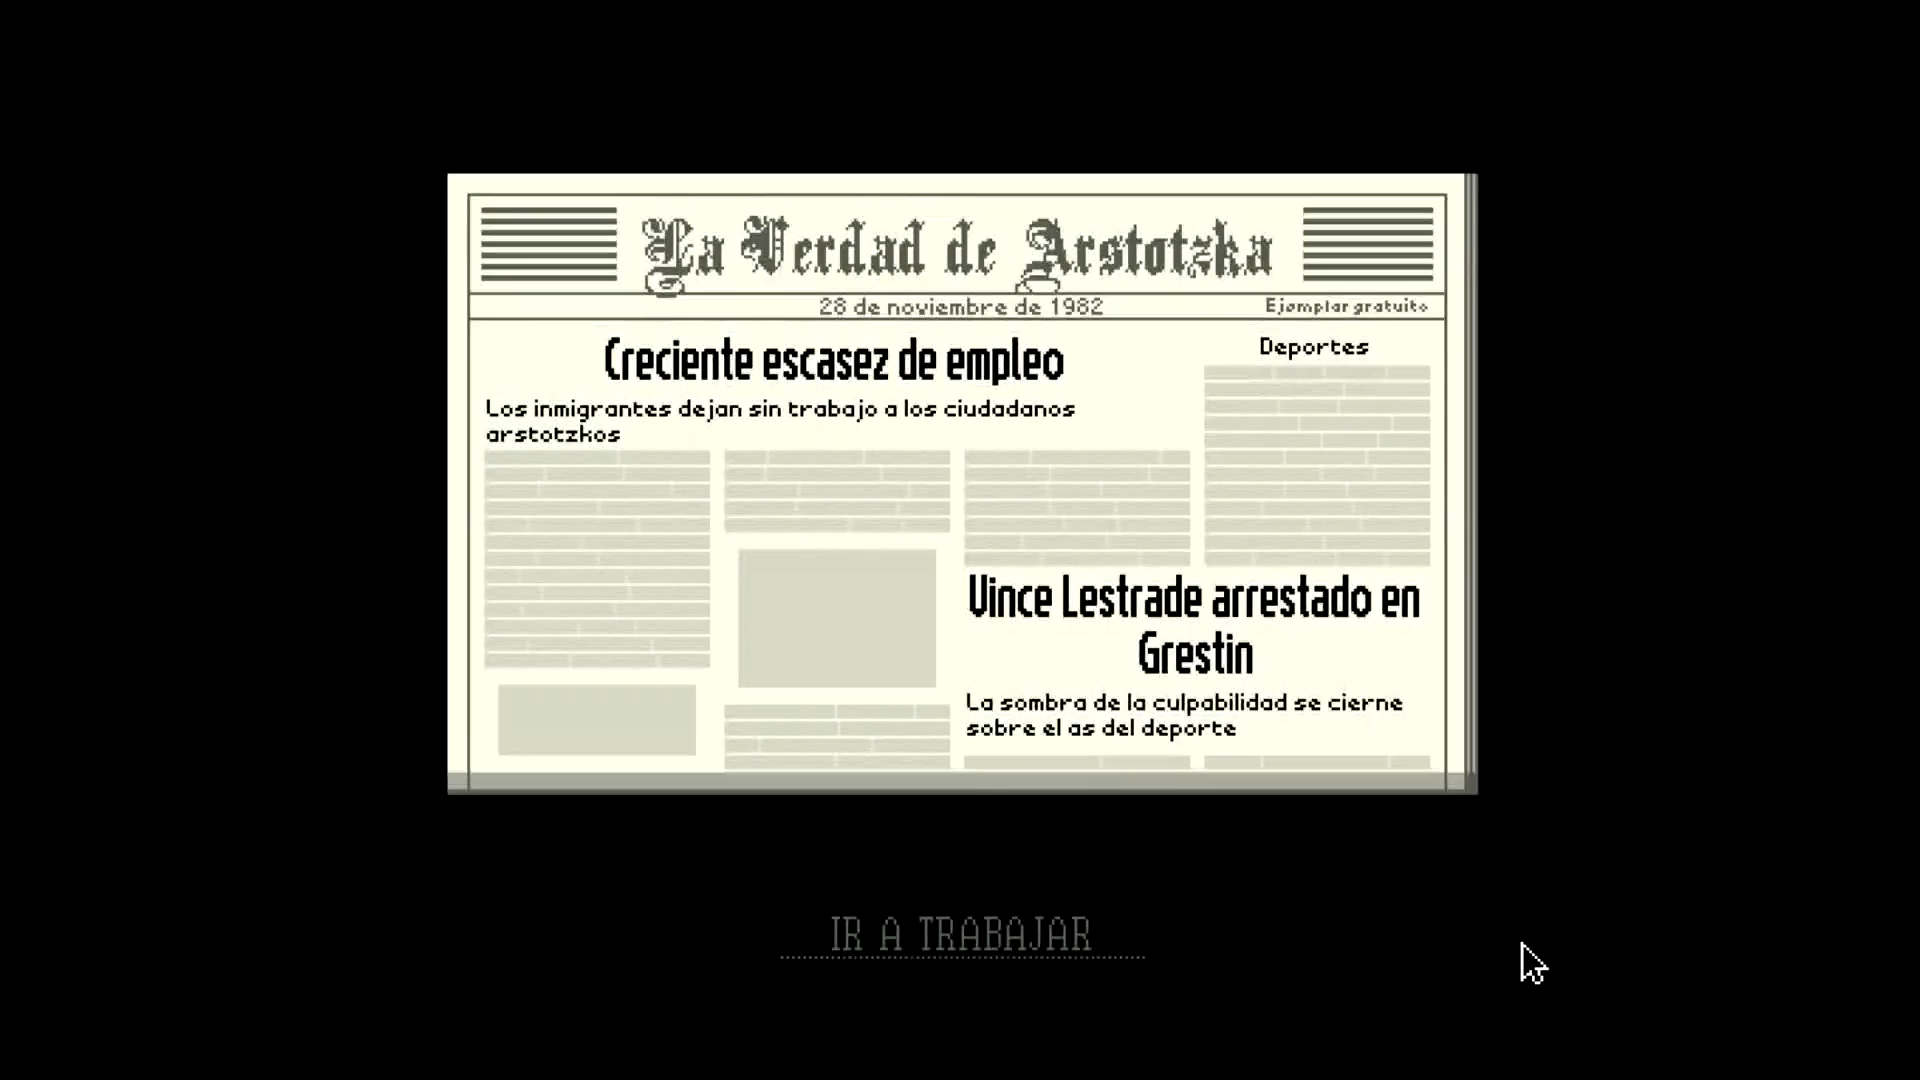 La Verdad de Arstotzka
28 de noviembre de 1982
Ejemplar gratuito
Creciente escasez de empleo
Los inmigrantes dejan sin trabajo a los ciudadanos
arstotzkos
Deportes
Vince Lestrade arrestado en
Grestin
La sombra de la culpabilidad se cierne
sobre el as del deporte
IR A TRABAJAR